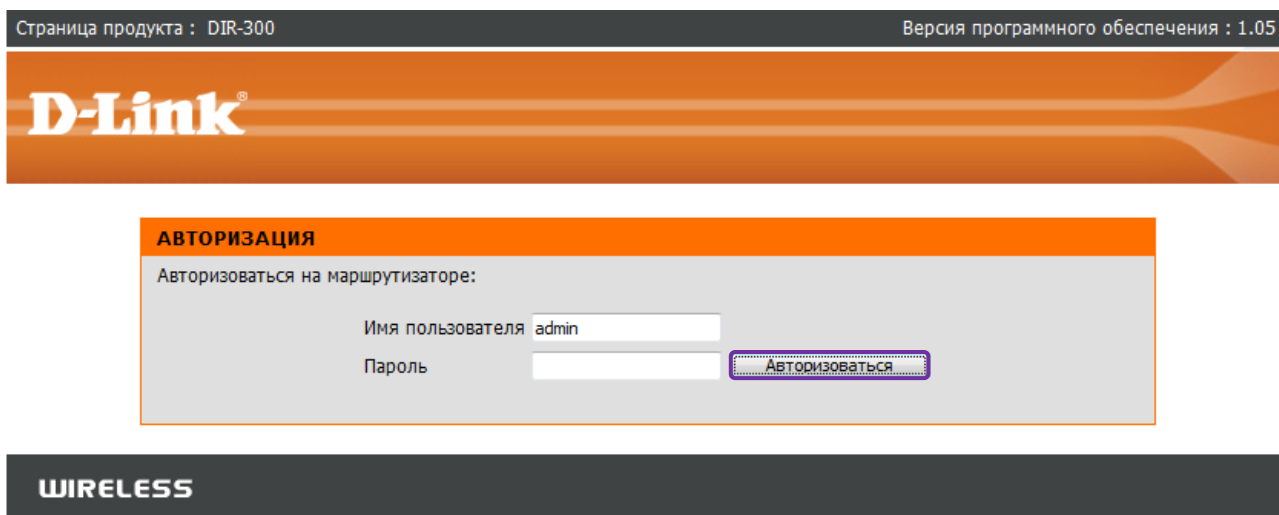 Страница продукта : DIR-300 Версия программного обеспечения : 1.05
D-Link®
АВТОРИЗАЦИЯ
Авторизоваться на маршрутизаторе:
Имя пользователя admin
Пароль Авторизоваться
WIRELESS